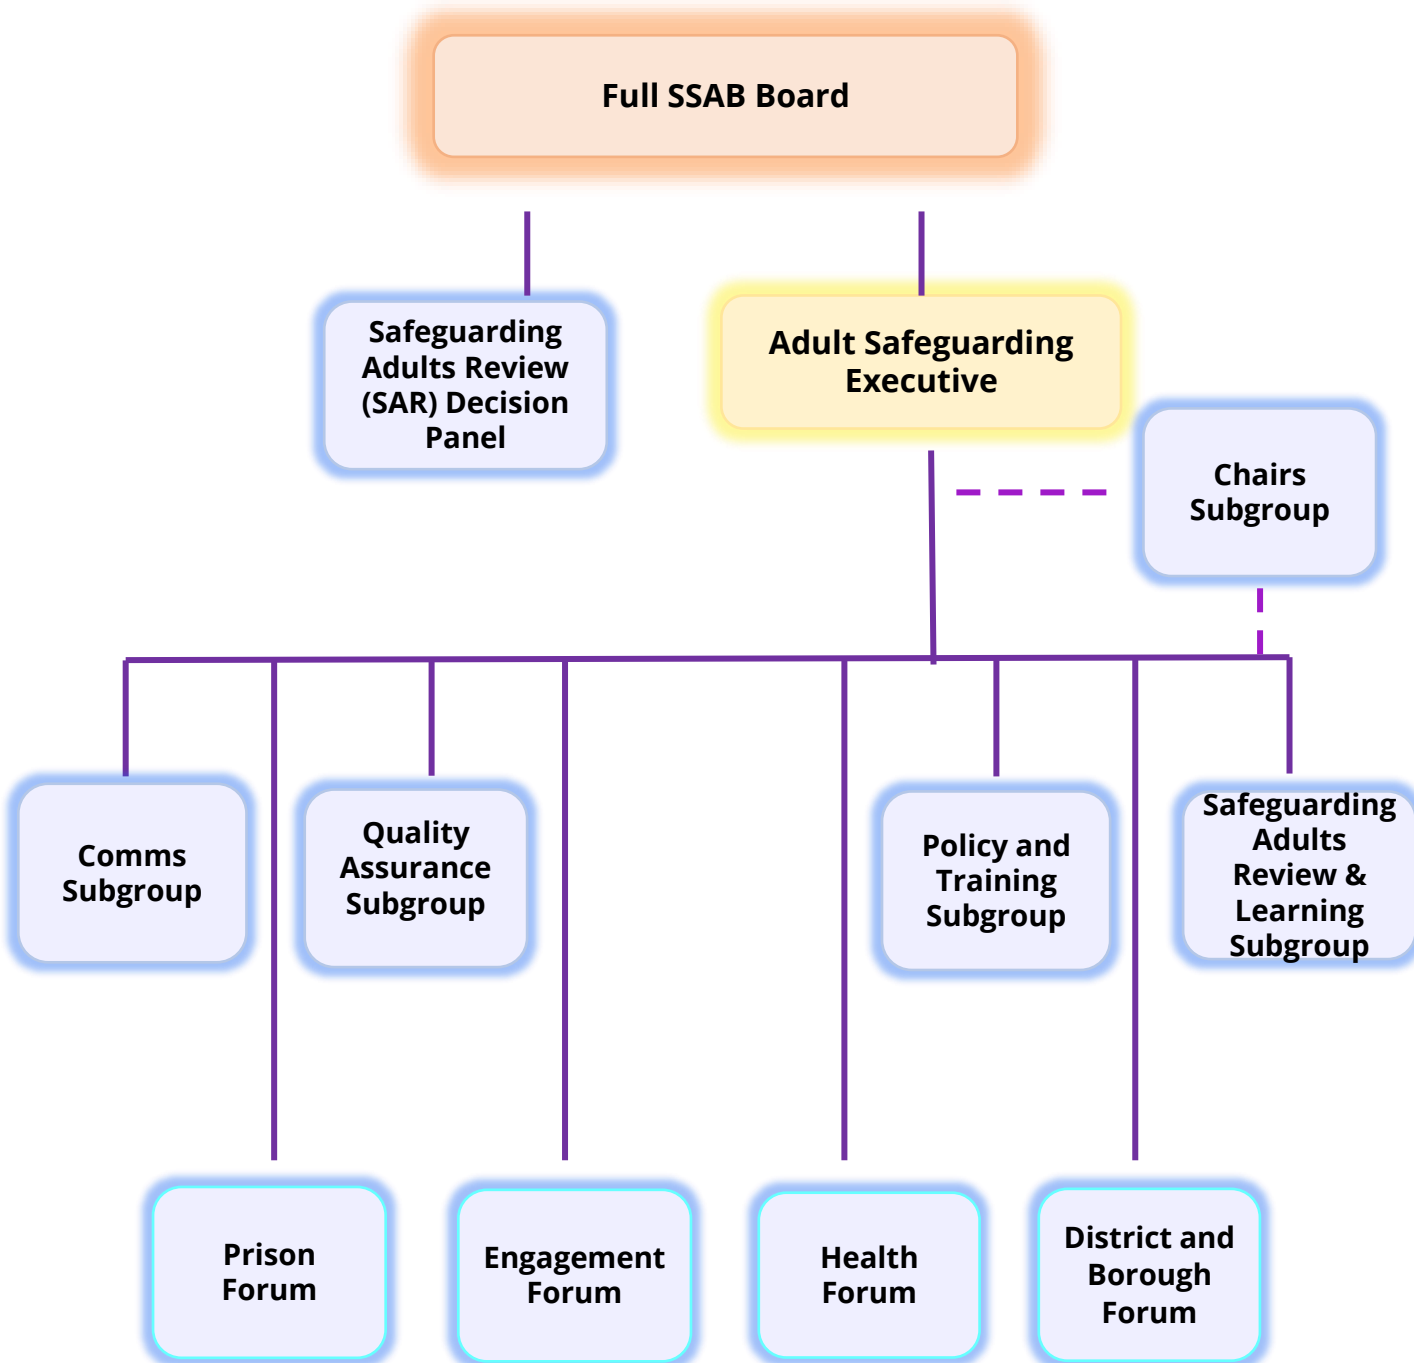 Full SSAB Board
Safeguarding
Adults Review
(SAR) Decision
Panel
Adult Safeguarding
Executive
Chairs
Subgroup
Comms
Subgroup
Quality
Assurance
Subgroup
Policy and
Training
Subgroup
Safeguarding
Adults
Review &
Learning
Subgroup
Prison
Forum
Engagement
Forum
Health
Forum
District and
Borough
Forum